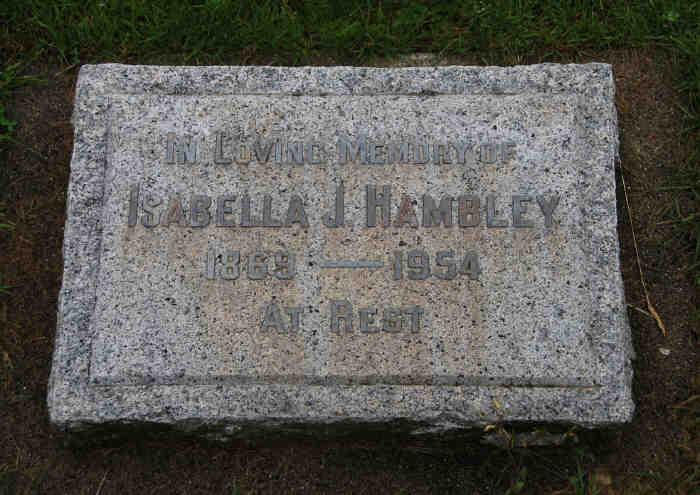 In Loving Memory of
Isabella J. Hambley
1869 — 1954
At Rest